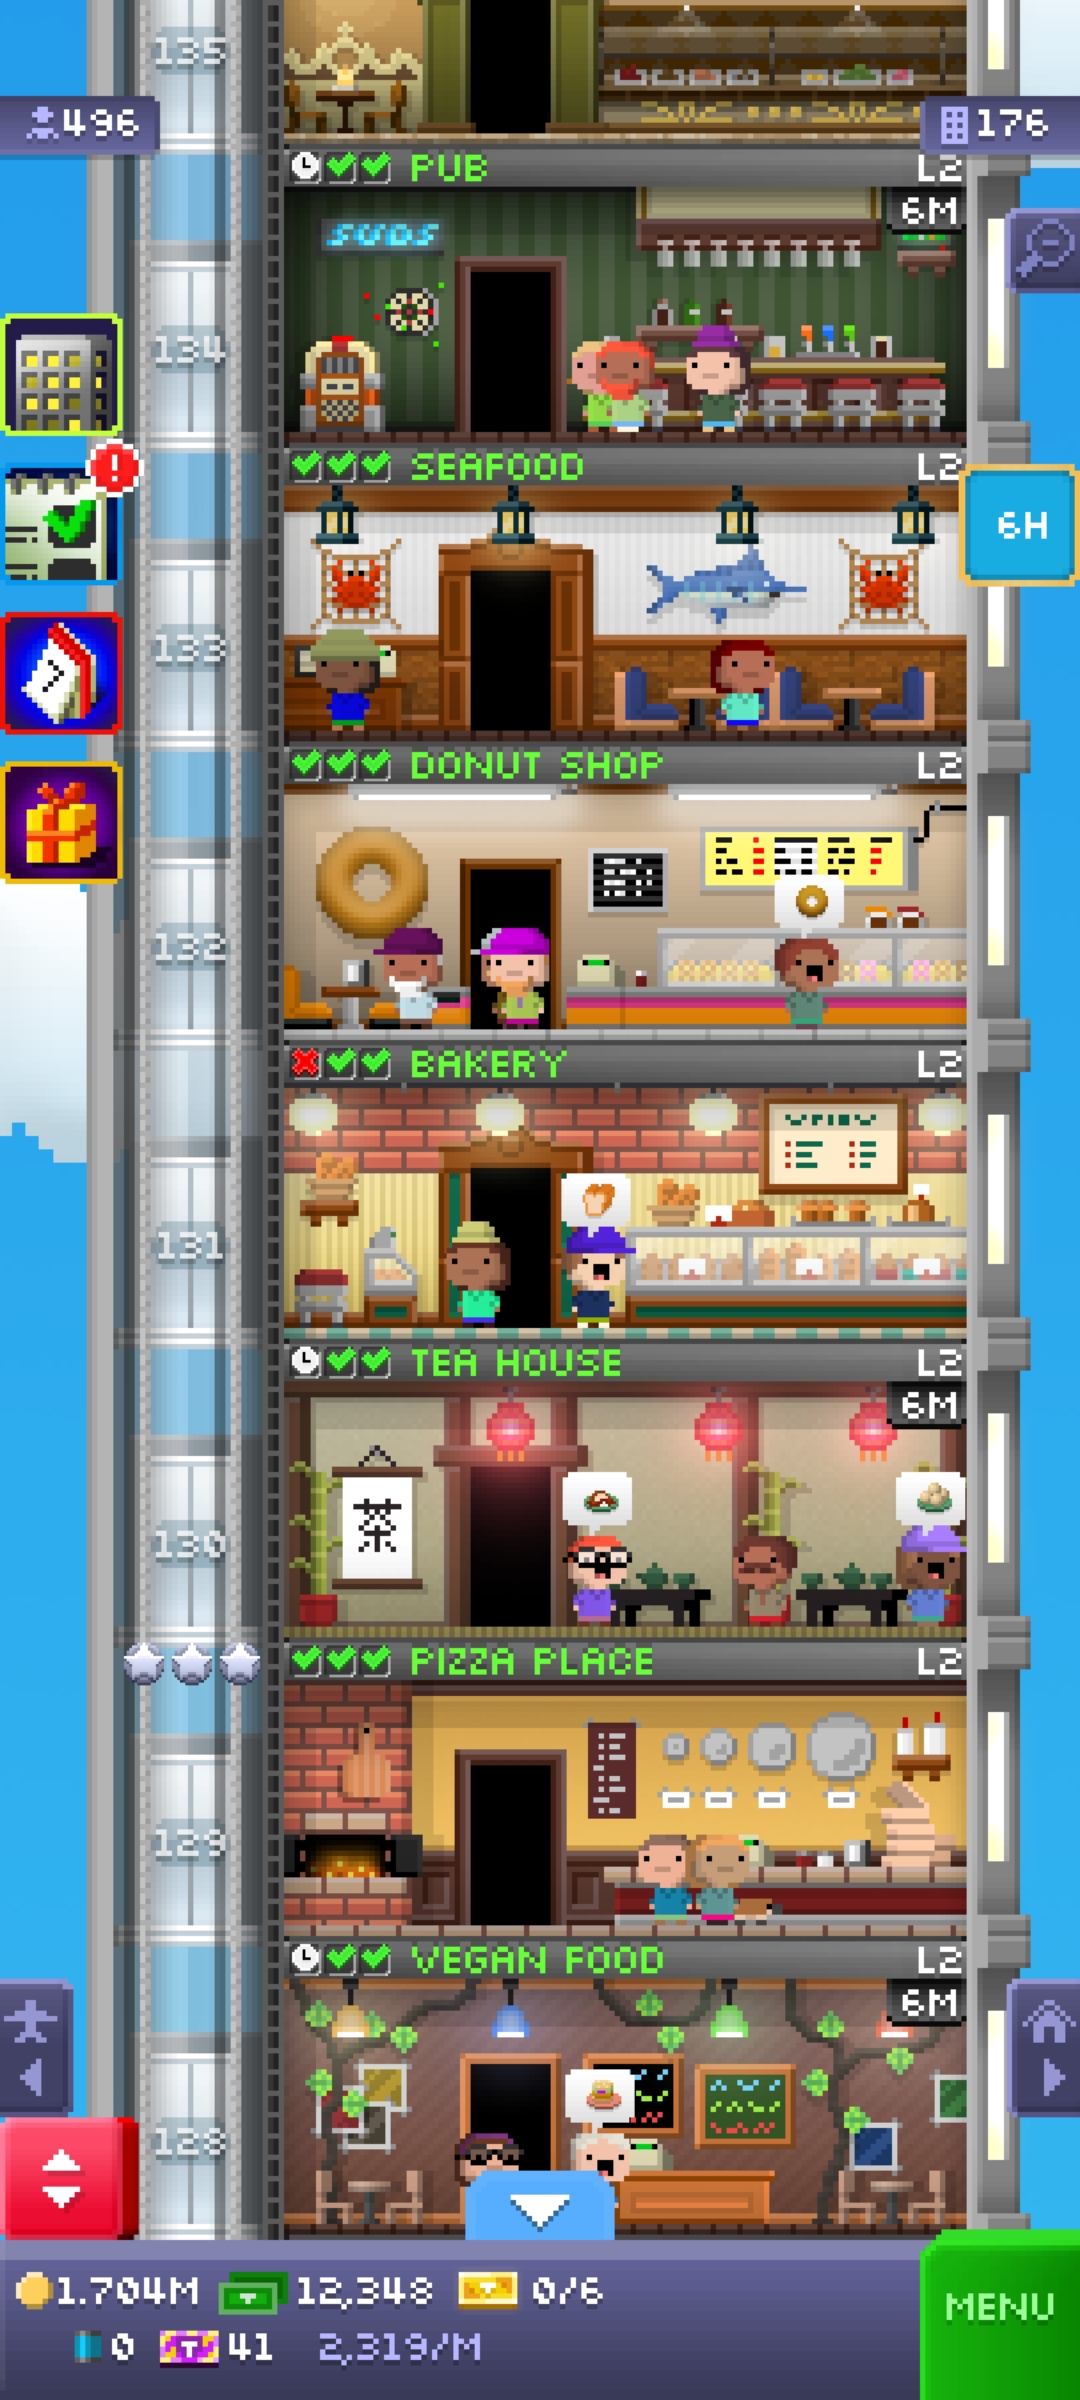 135
496
176
PUB
L2
6M
SUDS
134
SEAFOOD
L2
6H
133
7
DONUT SHOP
L2
132
BAKERY
L2
131
TEA HOUSE
L2
6M
茶
130
PIZZA PLACE
L2
129
VEGAN FOOD
L2
6M
128
1.704M 12,348 0/6
MENU
0 41 2,319/M